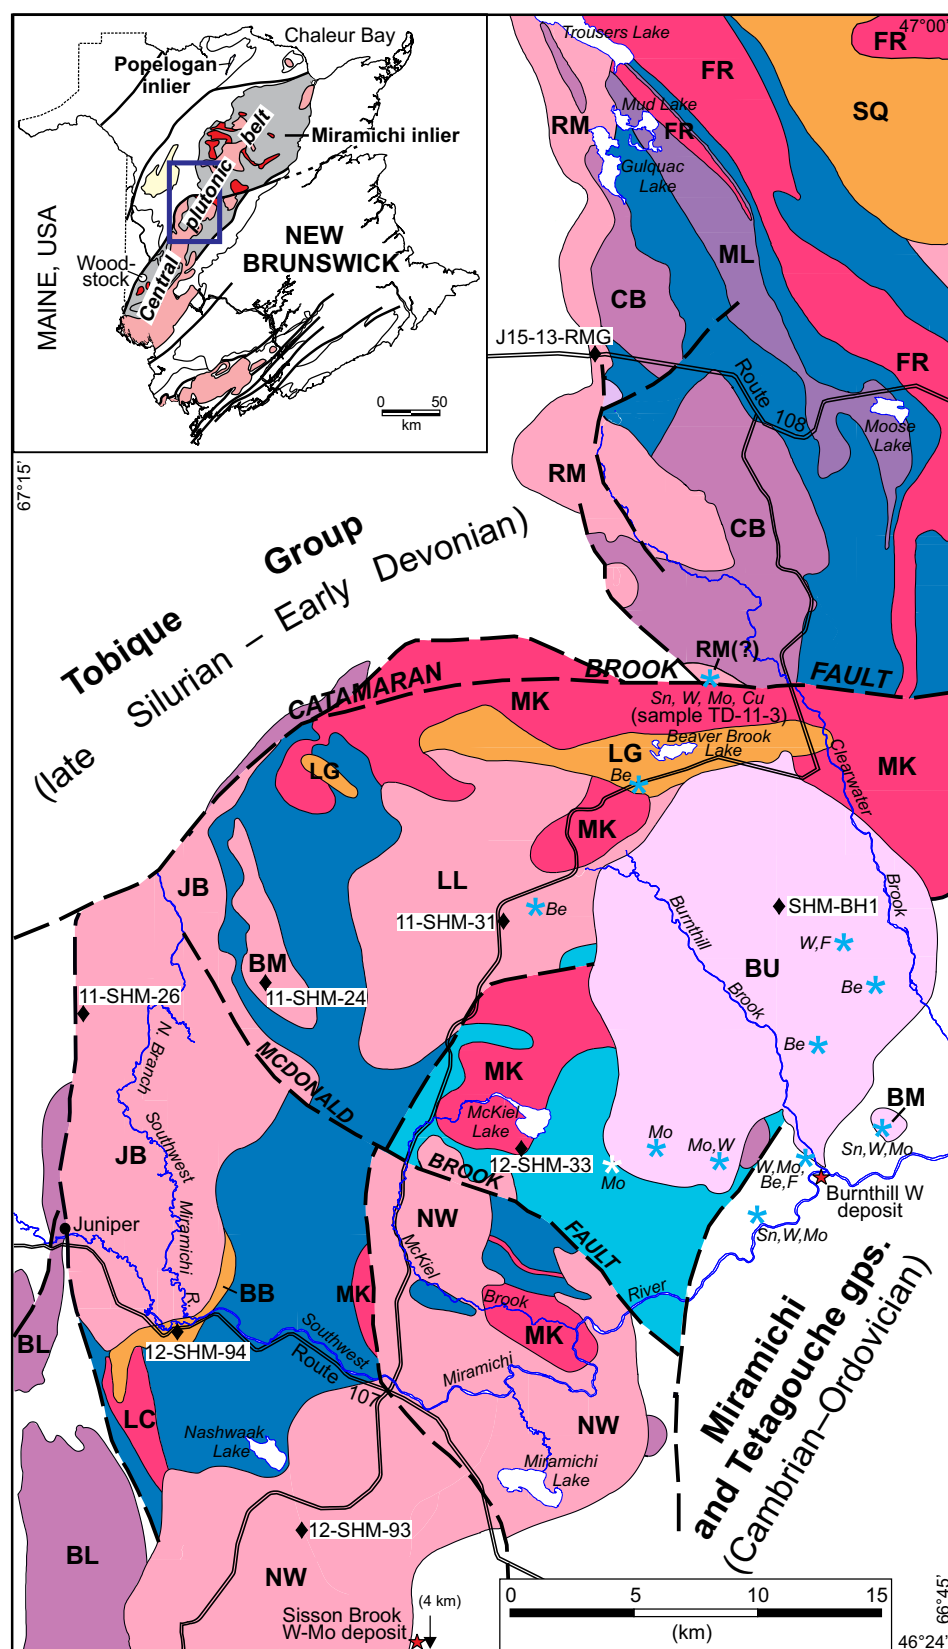 Chaleur Bay
Popelogan
inlier
Miramichi inlier
Central plutonic belt
NEW
BRUNSWICK
MAINE, USA
Wood-
stock
0 50
km
47°00'
67°15'
Trousers Lake
FR
FR
SQ
RM
Mud Lake
FR
Gulquac
Lake
ML
CB
J15-13-RMG
Route 108
FR
Moose
Lake
RM
CB
Tobique Group
(late Silurian – Early Devonian)
RM(?)
CATAMARAN BROOK FAULT
MK
Sn, W, Mo, Cu
(sample TD-11-3)
Beaver Brook
Lake
LG
LG
Be
MK
Clearwater Brook
MK
JB
LL
Be
11-SHM-31
SHM-BH1
W,F
BU
Be
Burnthill Brook
Be
BM
11-SHM-24
11-SHM-26
N. Branch Southwest Miramichi R.
MCDONALD BROOK FAULT
MK
McKiel
Lake
12-SHM-33
Mo
Mo
Mo,W
BM
Sn,W,Mo
W,Mo,
Be,F
Burnthill W
deposit
Sn,W,Mo
JB
Juniper
NW
McKiel Brook
River
BB
MK
MK
BL
12-SHM-94
Southwest Miramichi
Route 107
LC
Nashwaak
Lake
NW
Miramichi
Lake
Miramichi
and Tetagouche gps.
(Cambrian–Ordovician)
12-SHM-93
BL
NW
(4 km)
Sisson Brook
W-Mo deposit
0 5 10 15
(km)
66°45'
46°24'